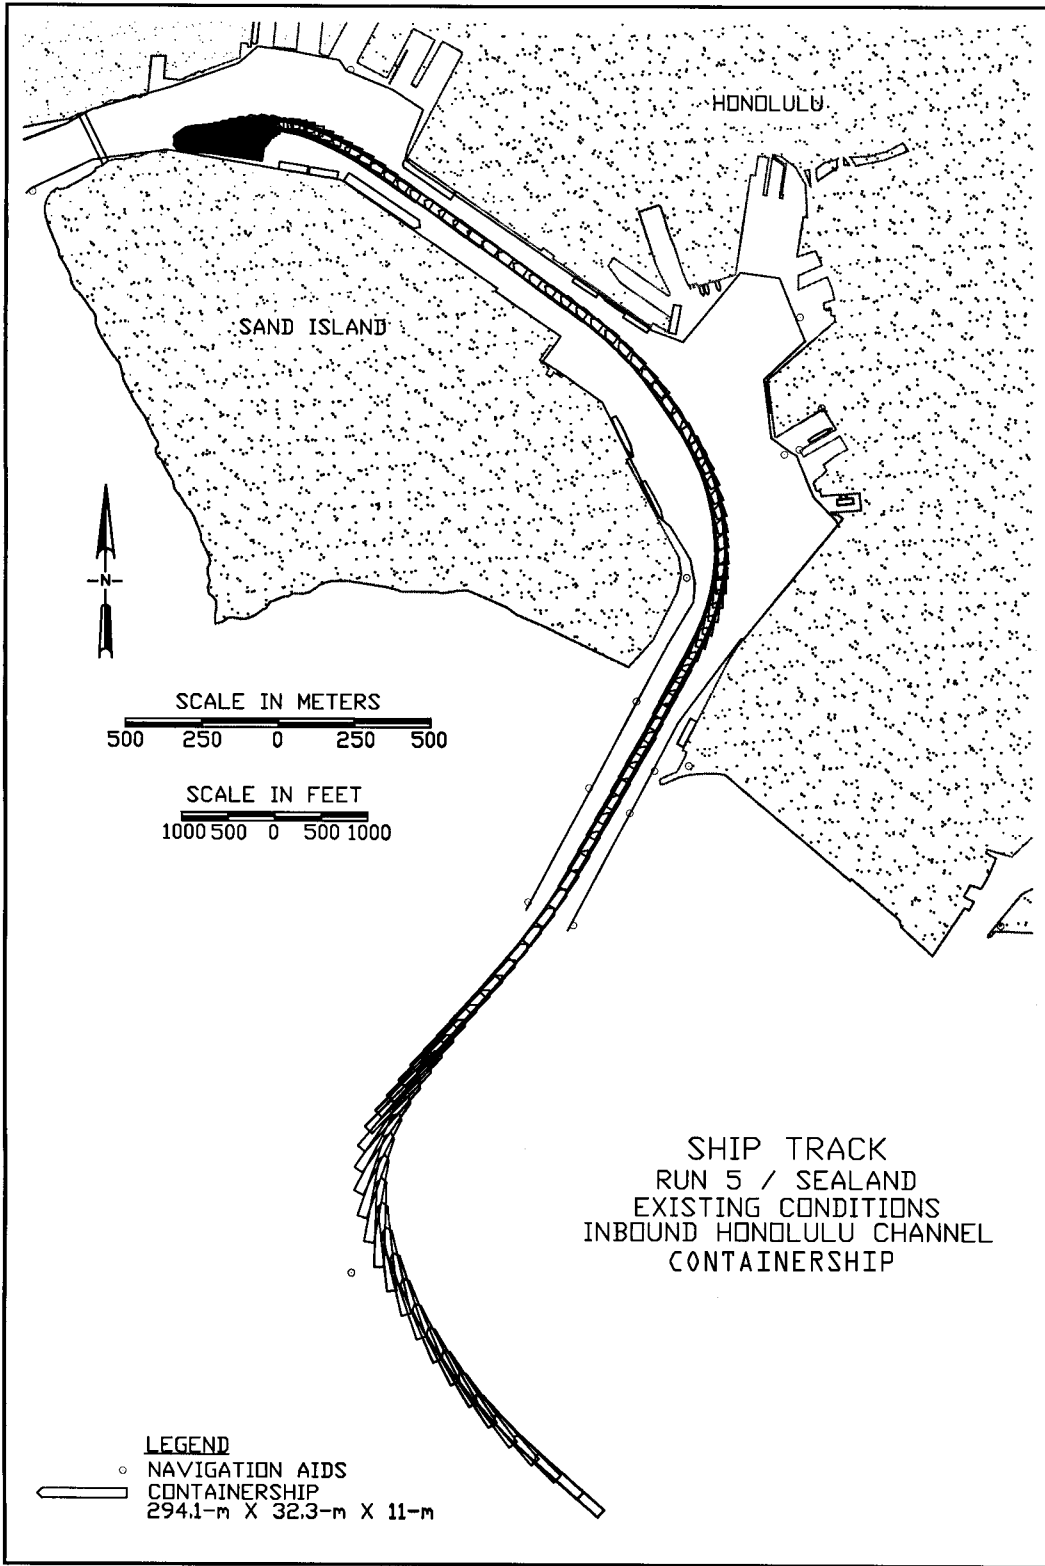 HONOLULU
SAND ISLAND
-N-
SCALE IN METERS
500 250 0 250 500
SCALE IN FEET
1000 500 0 500 1000
SHIP TRACK
RUN 5 / SEALAND
EXISTING CONDITIONS
INBOUND HONOLULU CHANNEL
CONTAINERSHIP
LEGEND
NAVIGATION AIDS
CONTAINERSHIP
294.1-m X 32.3-m X 11-m